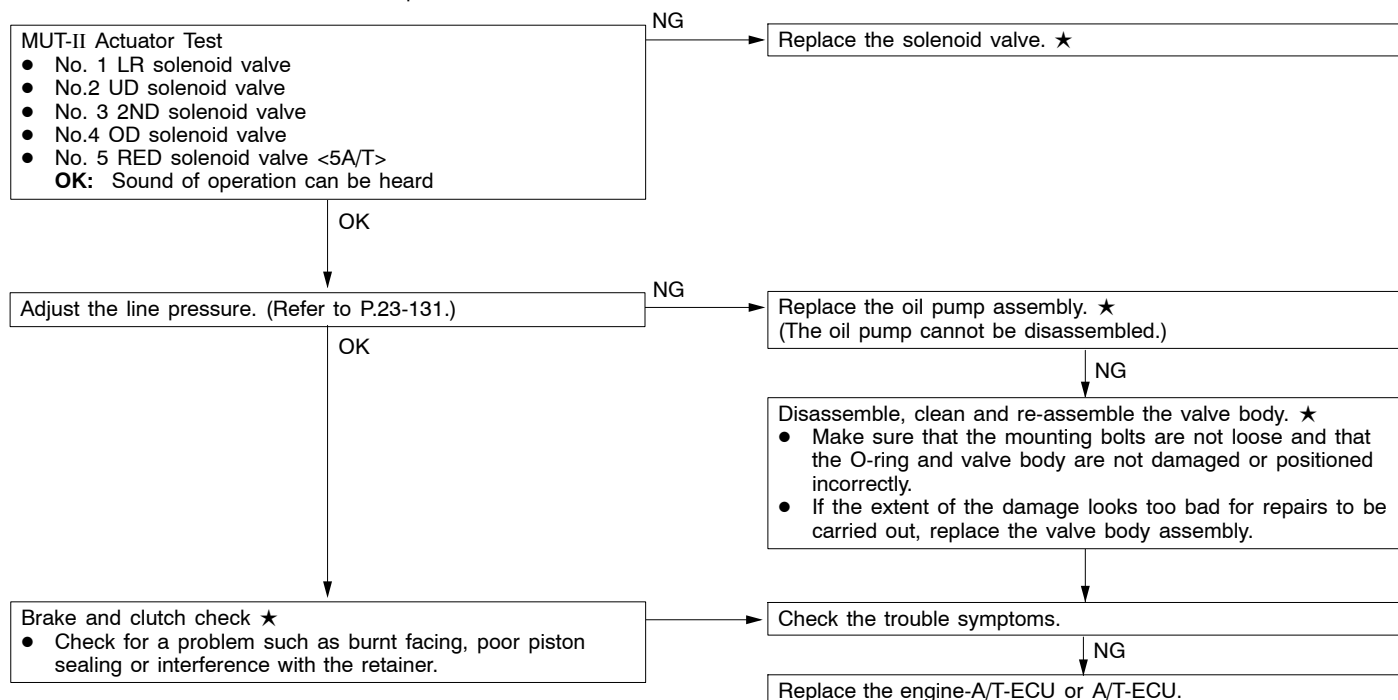 NG
MUT-II Actuator Test
● No. 1 LR solenoid valve
● No.2 UD solenoid valve
● No. 3 2ND solenoid valve
● No.4 OD solenoid valve
● No. 5 RED solenoid valve <5A/T>
OK: Sound of operation can be heard
Replace the solenoid valve. ★
OK
Adjust the line pressure. (Refer to P.23-131.)
NG
Replace the oil pump assembly. ★
(The oil pump cannot be disassembled.)
OK
NG
Disassemble, clean and re-assemble the valve body. ★
● Make sure that the mounting bolts are not loose and that
the O-ring and valve body are not damaged or positioned
incorrectly.
● If the extent of the damage looks too bad for repairs to be
carried out, replace the valve body assembly.
Brake and clutch check ★
● Check for a problem such as burnt facing, poor piston
sealing or interference with the retainer.
Check the trouble symptoms.
NG
Replace the engine-A/T-ECU or A/T-ECU.